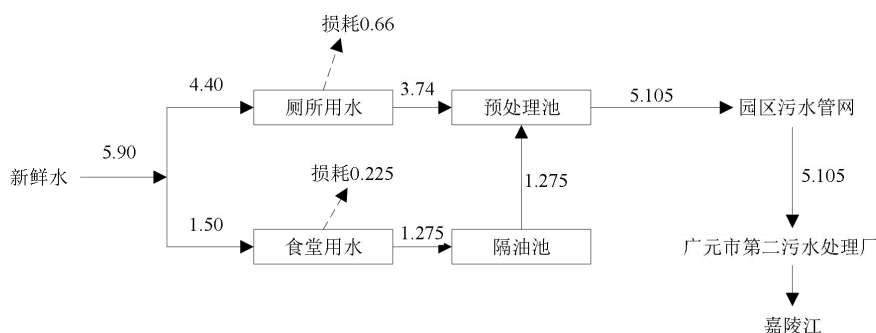 损耗0.66
4.40
厕所用水
3.74
预处理池
5.105
园区污水管网
新鲜水
5.90
损耗0.225
1.275
5.105
1.50
食堂用水
1.275
隔油池
广元市第二污水处理厂
嘉陵江